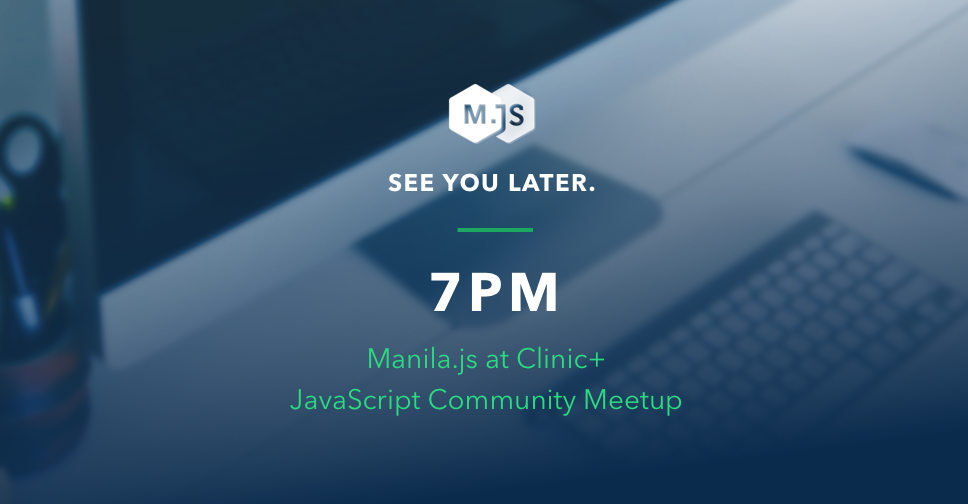 M.JS
SEE YOU LATER.
7PM
Manila.js at Clinic+
JavaScript Community Meetup